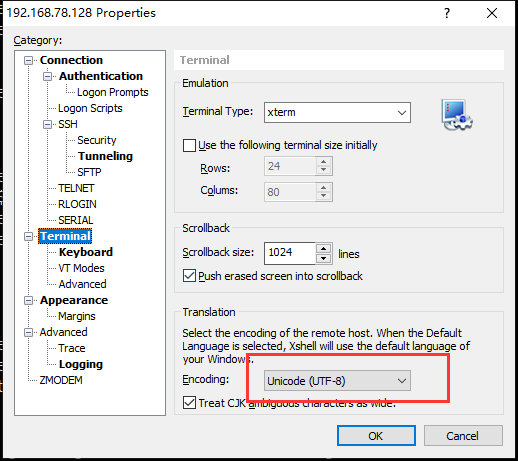 192.168.78.128 Properties
Category:
Connection
Authentication
Logon Prompts
Logon Scripts
SSH
Security
Tunneling
SFTP
TELNET
RLOGIN
SERIAL
Terminal
Keyboard
VT Modes
Advanced
Appearance
Margins
Advanced
Trace
Logging
ZMODEM
Terminal
Emulation
Terminal Type: xterm
Use the following terminal size initially
Rows: 24
Colums: 80
Scrollback
Scrollback size: 1024 lines
Push erased screen into scrollback
Translation
Select the encoding of the remote host. When the Default
Language is selected, Xshell will use the default language of
your Windows.
Encoding: Unicode (UTF-8)
Treat CJK ambiguous characters as wide.
OK Cancel